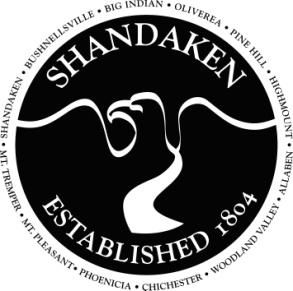 SHANDAKEN
ESTABLISHED 1804
• SHANDAKEN • BUSHNELLSVILLE • BIG INDIAN • OLIVEREA • PINE HILL • HIGHMOUNT • ALLABEN • WOODLAND VALLEY • CHICHESTER • PHOENICIA • MT. PLEASANT • MT. TREMPER